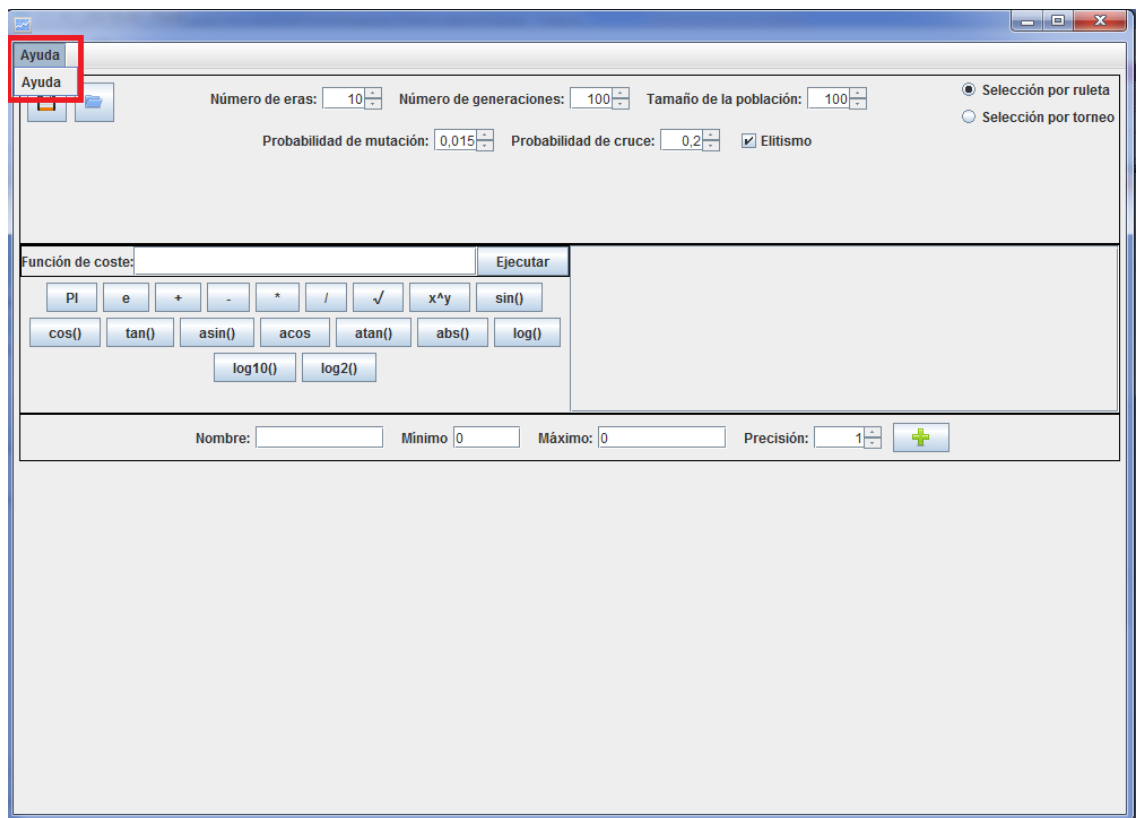 Ayuda
Ayuda
Número de eras: 10 Número de generaciones: 100 Tamaño de la población: 100 Selección por ruleta
Selección por torneo
Probabilidad de mutación: 0,015 Probabilidad de cruce: 0,2 Elitismo
Función de coste: Ejecutar
PI e + - * / √ x^y sin()
cos() tan() asin() acos atan() abs() log()
log10() log2()
Nombre: Mínimo 0 Máximo: 0 Precisión: 1